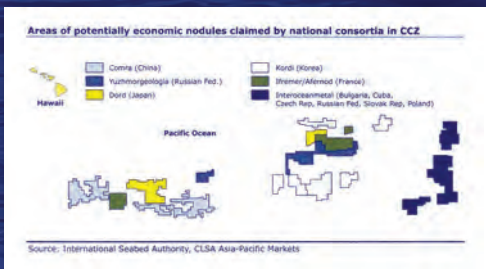 Areas of potentially economic nodules claimed by national consortia in CCZ
Comra (China)
Yuzhmorgeologia (Russian Fed.)
Dord (Japan)
Kordi (Korea)
Ifremer/Afernod (France)
Interoceanmetal (Bulgaria, Cuba,
Czech Rep, Russian Fed, Slovak Rep, Poland)
Hawaii
Pacific Ocean
Source: International Seabed Authority, CLSA Asia-Pacific Markets